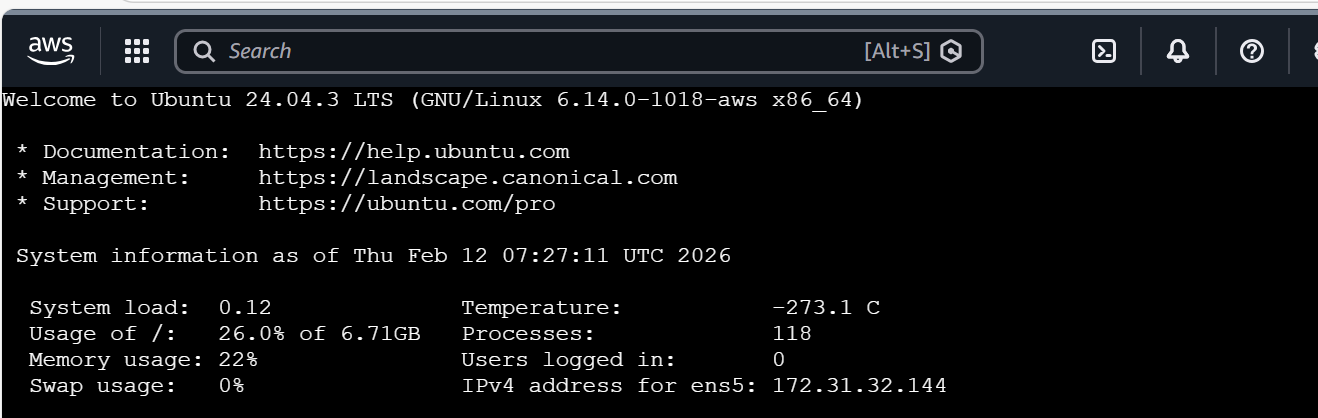 aws
Search [Alt+S]
Welcome to Ubuntu 24.04.3 LTS (GNU/Linux 6.14.0-1018-aws x86_64)
* Documentation: https://help.ubuntu.com
* Management: https://landscape.canonical.com
* Support: https://ubuntu.com/pro
System information as of Thu Feb 12 07:27:11 UTC 2026
System load: 0.12 Temperature: -273.1 C
Usage of /: 26.0% of 6.71GB Processes: 118
Memory usage: 22% Users logged in: 0
Swap usage: 0% IPv4 address for ens5: 172.31.32.144